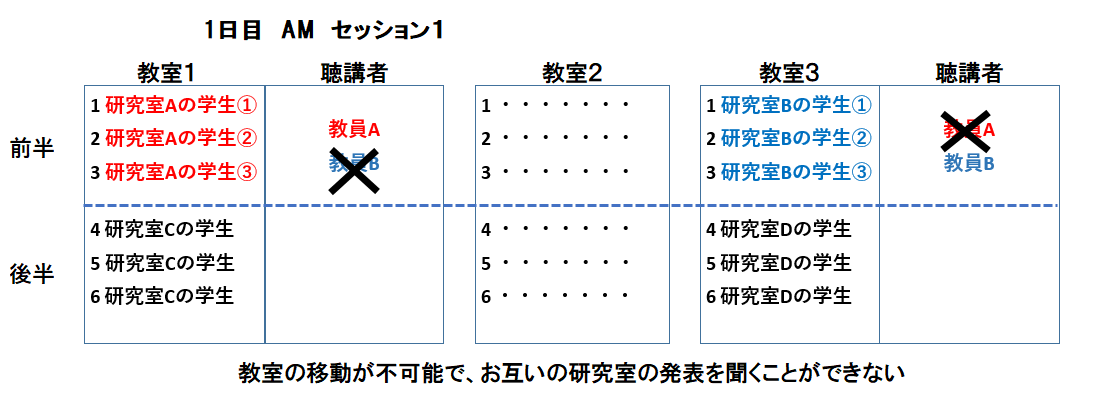 1日目 AM セッション1
教室1 聴講者 教室2 教室3 聴講者
前半
1 研究室Aの学生① 1 ・・・・・・・ 1 研究室Bの学生①
教員A 教員A
2 研究室Aの学生② 2 ・・・・・・・ 2 研究室Bの学生②
教員B 教員B
3 研究室Aの学生③ 3 ・・・・・・・ 3 研究室Bの学生③
後半
4 研究室Cの学生 4 ・・・・・・・ 4 研究室Dの学生
5 研究室Cの学生 5 ・・・・・・・ 5 研究室Dの学生
6 研究室Cの学生 6 ・・・・・・・ 6 研究室Dの学生
教室の移動が不可能で、お互いの研究室の発表を聞くことができない